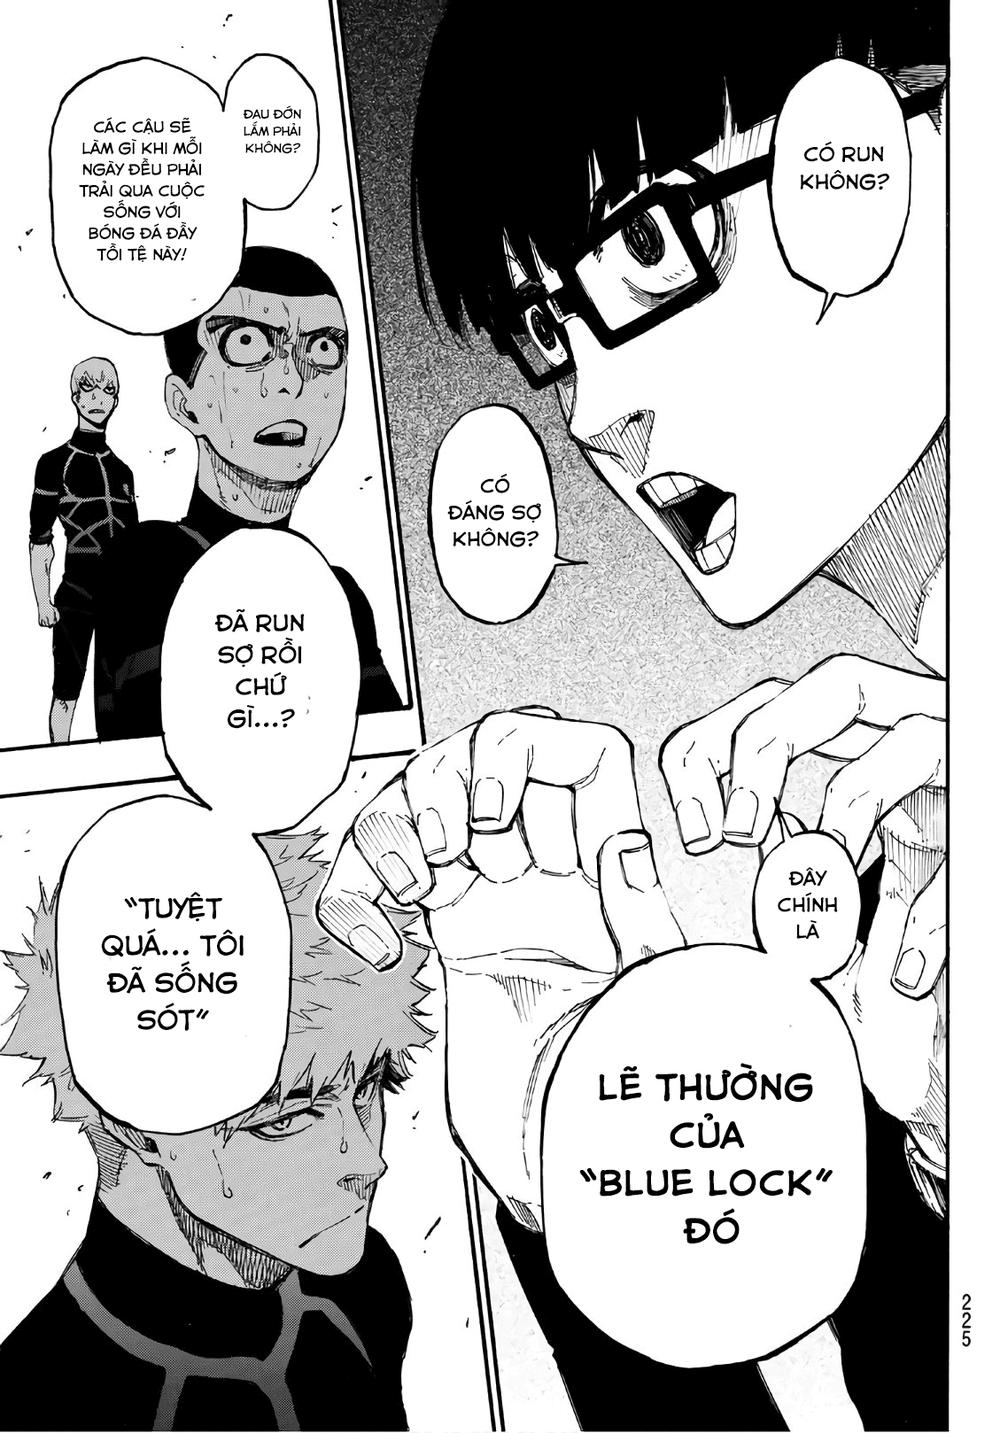 CÓ RUN
KHÔNG?
CÓ
ĐÁNG SỢ
KHÔNG?
ĐÂY
CHÍNH
LÀ
LẼ THƯỜNG
CỦA
“BLUE LOCK”
ĐÓ
ĐAU ĐỚN
LẮM PHẢI
KHÔNG?
CÁC CẬU SẼ
LÀM GÌ KHI MỖI
NGÀY ĐỀU PHẢI
TRẢI QUA CUỘC
SỐNG VỚI
BÓNG ĐÁ ĐẦY
TỒI TỆ NÀY!
ĐÃ RUN
SỢ RỒI
CHỨ
GÌ...?
“TUYỆT
QUÁ... TÔI
ĐÃ SỐNG
SÓT”
225